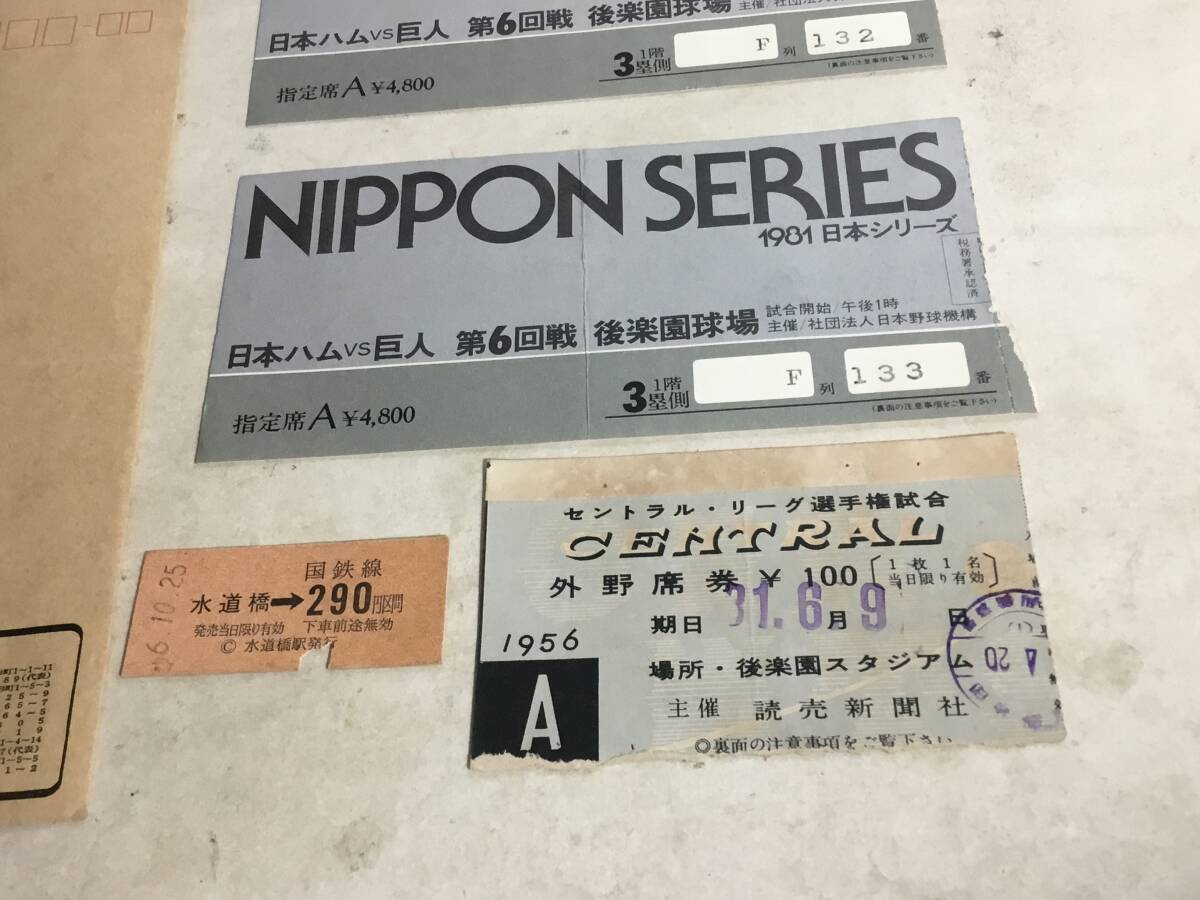 日本ハムVS巨人 第6回戦 後楽園球場
指定席A ¥4,800
3 1階 塁側 F 列 132 番
(裏面の注意事項をご覧下さい)
NIPPON SERIES
1981 日本シリーズ
税務署承認済
日本ハムVS巨人 第6回戦 後楽園球場
試合開始/午後1時
主催/社団法人日本野球機構
指定席A ¥4,800
3 1階 塁側 F 列 133 番
(裏面の注意事項をご覧下さい)
6.10.25
国鉄線
水道橋→290円区間
発売当日限り有効 下車前途無効
© 水道橋駅発行
セントラル・リーグ選手権試合
CENTRAL
外野席券 ¥100
1枚1名
当日限り有効
期日 31.6月9日
1956
A
場所・後楽園スタジアム
主催 読売新聞社
◎裏面の注意事項をご覧下さい